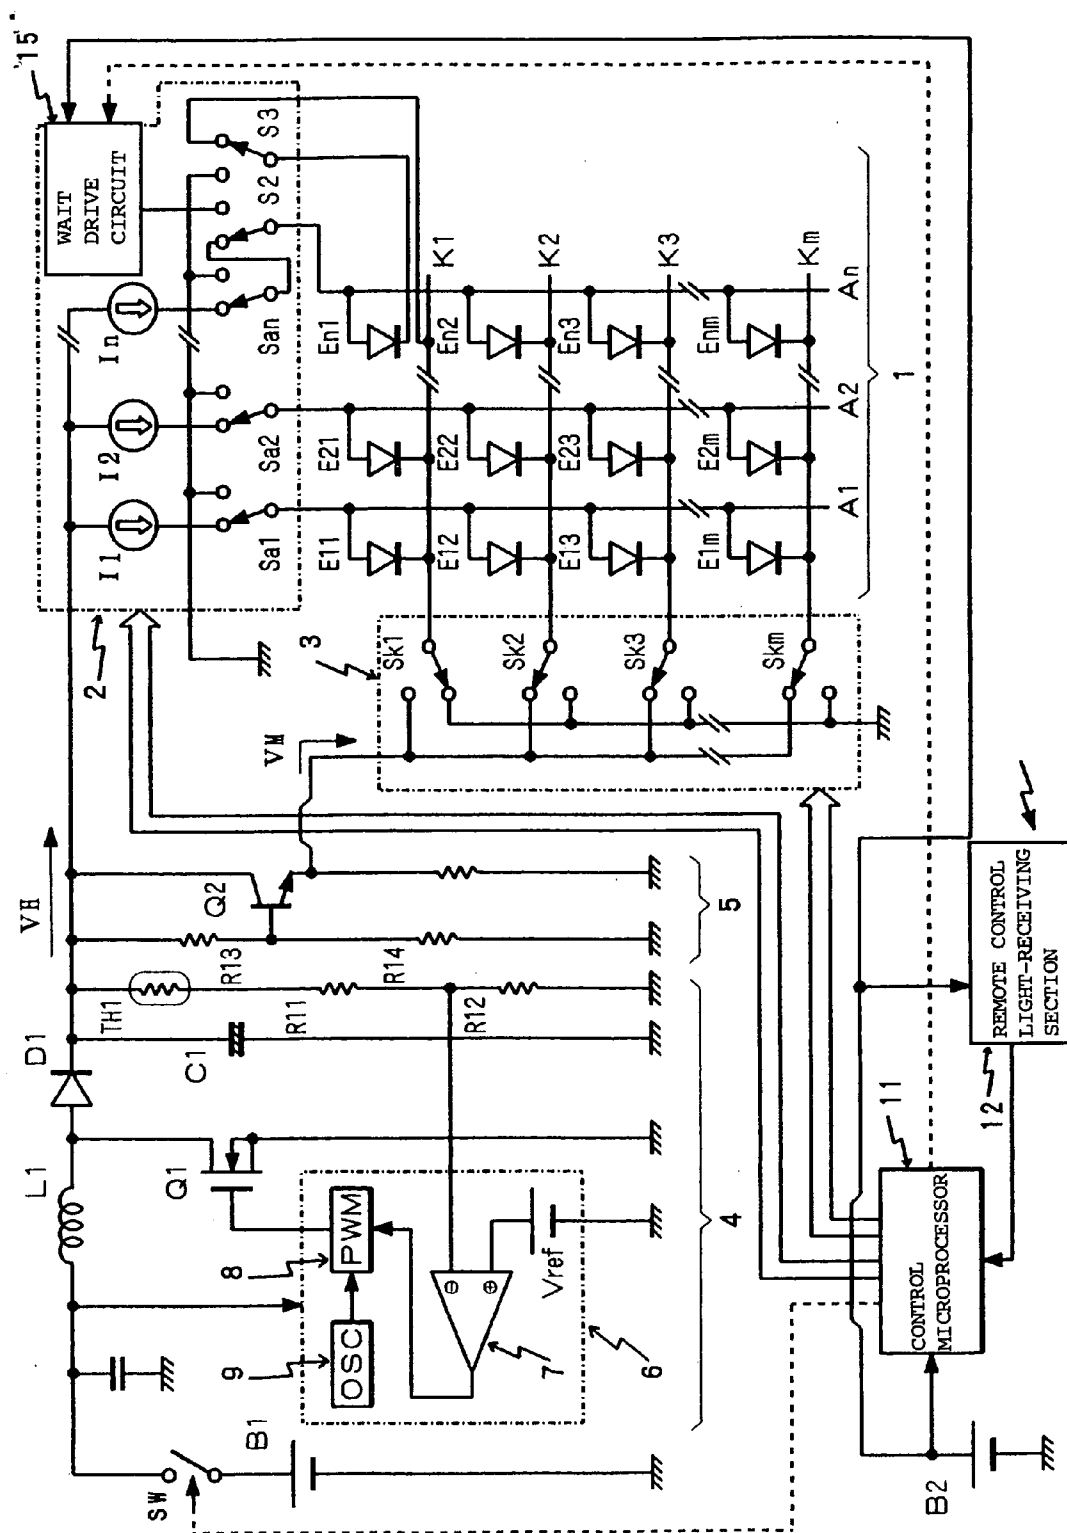 15
WAIT
DRIVE
CIRCUIT
S3
S2
I1
I2
In
Sa1
Sa2
San
2
E11
E21
En1
K1
E12
E22
En2
K2
E13
E23
En3
K3
E1m
E2m
Enm
Km
A1
A2
An
1
3
Sk1
Sk2
Sk3
Skm
VM
VH
Q2
R13
R14
5
TH1
R11
R12
C1
D1
L1
Q1
4
8
PWM
9
OSC
7
Vref
6
SW
B1
B2
CONTROL
MICROPROCESSOR
11
12
REMOTE CONTROL
LIGHT-RECEIVING
SECTION